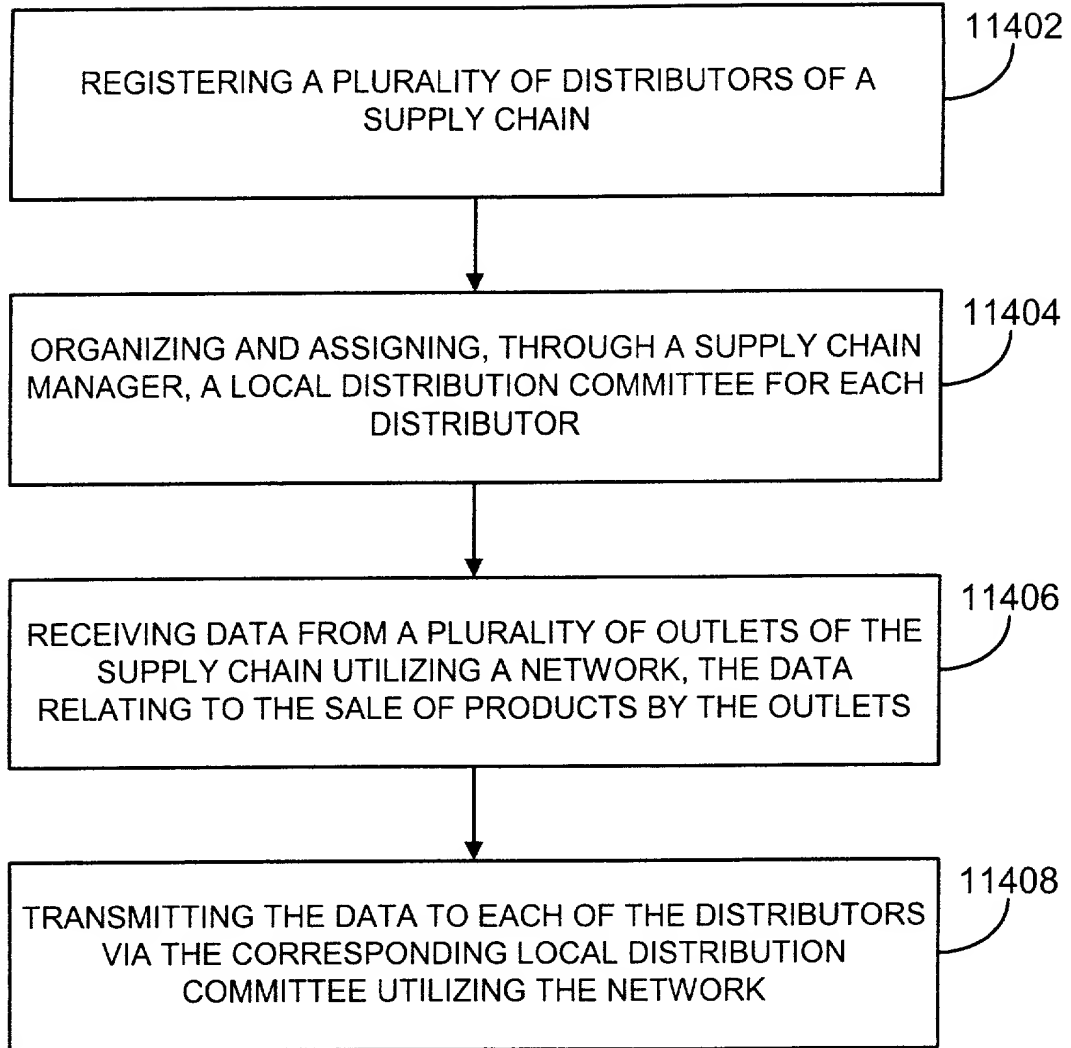 11402
REGISTERING A PLURALITY OF DISTRIBUTORS OF A
SUPPLY CHAIN
11404
ORGANIZING AND ASSIGNING, THROUGH A SUPPLY CHAIN
MANAGER, A LOCAL DISTRIBUTION COMMITTEE FOR EACH
DISTRIBUTOR
11406
RECEIVING DATA FROM A PLURALITY OF OUTLETS OF THE
SUPPLY CHAIN UTILIZING A NETWORK, THE DATA
RELATING TO THE SALE OF PRODUCTS BY THE OUTLETS
11408
TRANSMITTING THE DATA TO EACH OF THE DISTRIBUTORS
VIA THE CORRESPONDING LOCAL DISTRIBUTION
COMMITTEE UTILIZING THE NETWORK